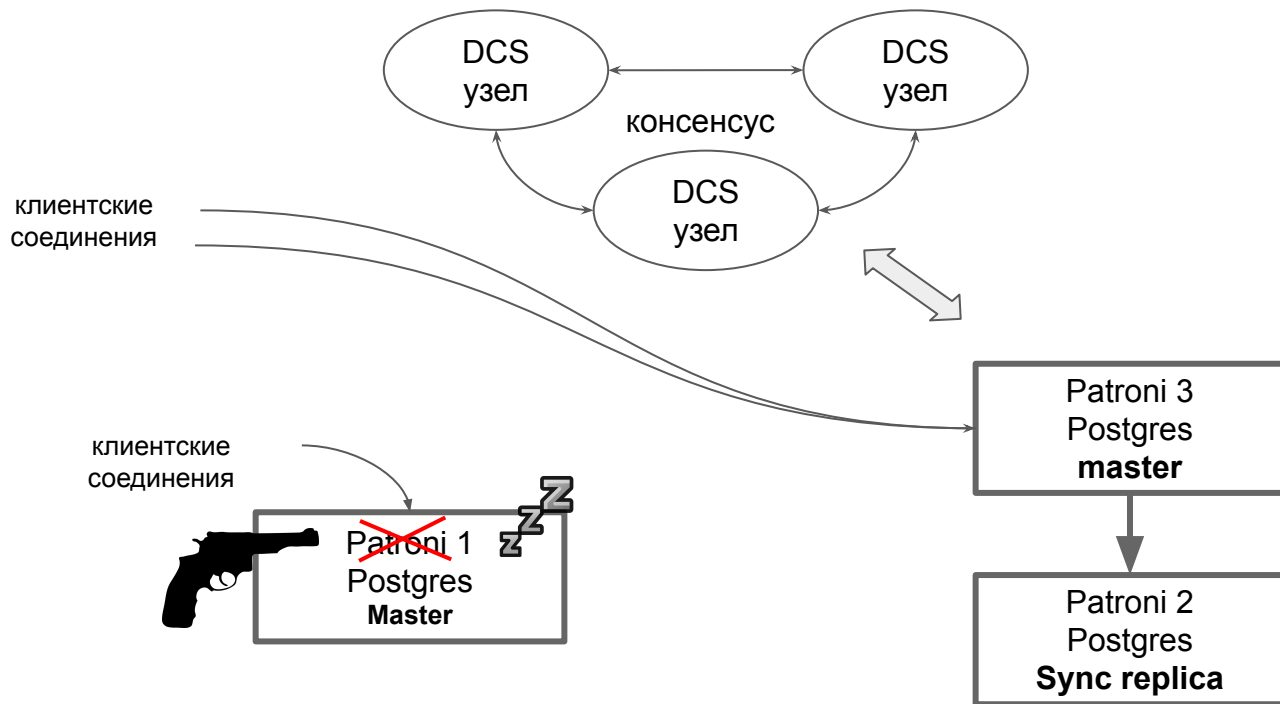 DCS
узел
DCS
узел
консенсус
DCS
узел
клиентские
соединения
Patroni 3
Postgres
master
клиентские
соединения
Patroni 1
Postgres
Master
z
z
z
Patroni 2
Postgres
Sync replica